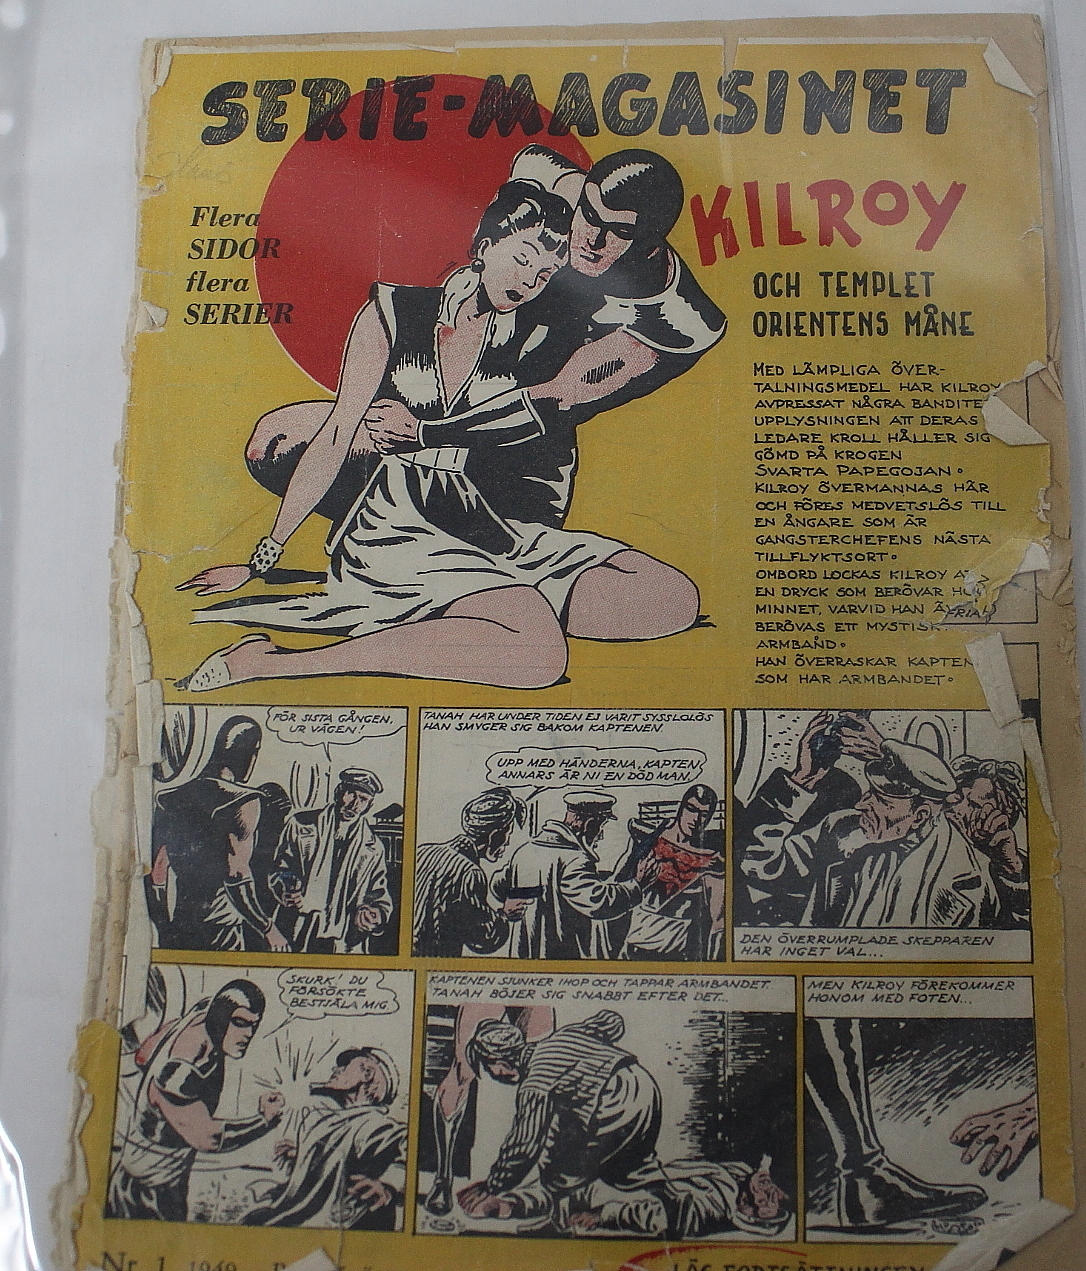 SERIE-MAGASINET
Flera
SIDOR
flera
SERIER
KILROY
OCH TEMPLET
ORIENTENS MÅNE
MED LÄMPLIGA ÖVER-
TALNINGSMEDEL HAR KILROY
AVPRESSAT NÅGRA BANDITE
UPPLYSNINGEN ATT DERAS
LEDARE KROLL HÅLLER SIG
GÖMD PÅ KROGEN
SVARTA PAPEGOJAN.
KILROY ÖVERMANNAS HÄR
OCH FÖRES MEDVETSLÖS TILL
EN ÅNGARE SOM ÄR
GANGSTERCHEFENS NÄSTA
TILLFLYKTSORT.
OMBORD LOCKAS KILROY
EN DRYCK SOM BERÖVAR
MINNET, VARVID HAN
BERÖVAS ETT
ARMBAND.
HAN ÖVERRASKAR KAPTEN
SOM HAR ARMBANDET.
FÖR SISTA GÅNGEN,
UR VÄGEN!
TANAH HAR UNDER TIDEN EJ VARIT SYSSLOLÖS
HAN SMYGER SIG BAKOM KAPTENEN
UPP MED HÄNDERNA, KAPTEN
ANNARS ÄR NI EN DÖD MAN.
DEN ÖVERRUMPLADE SKEPPAREN
HAR INGET VAL...
SKURK! DU
FÖRSÖKTE
BESTJÄLA MIG.
KAPTENEN SJUNKER IHOP OCH TAPPAR ARMBANDET.
TANAH BÖJER SIG SNABBT EFTER DET...
MEN KILROY FÖREKOMMER
HONOM MED FOTEN...
Nr 1 1949
LÄS FORTSÄTTNINGEN